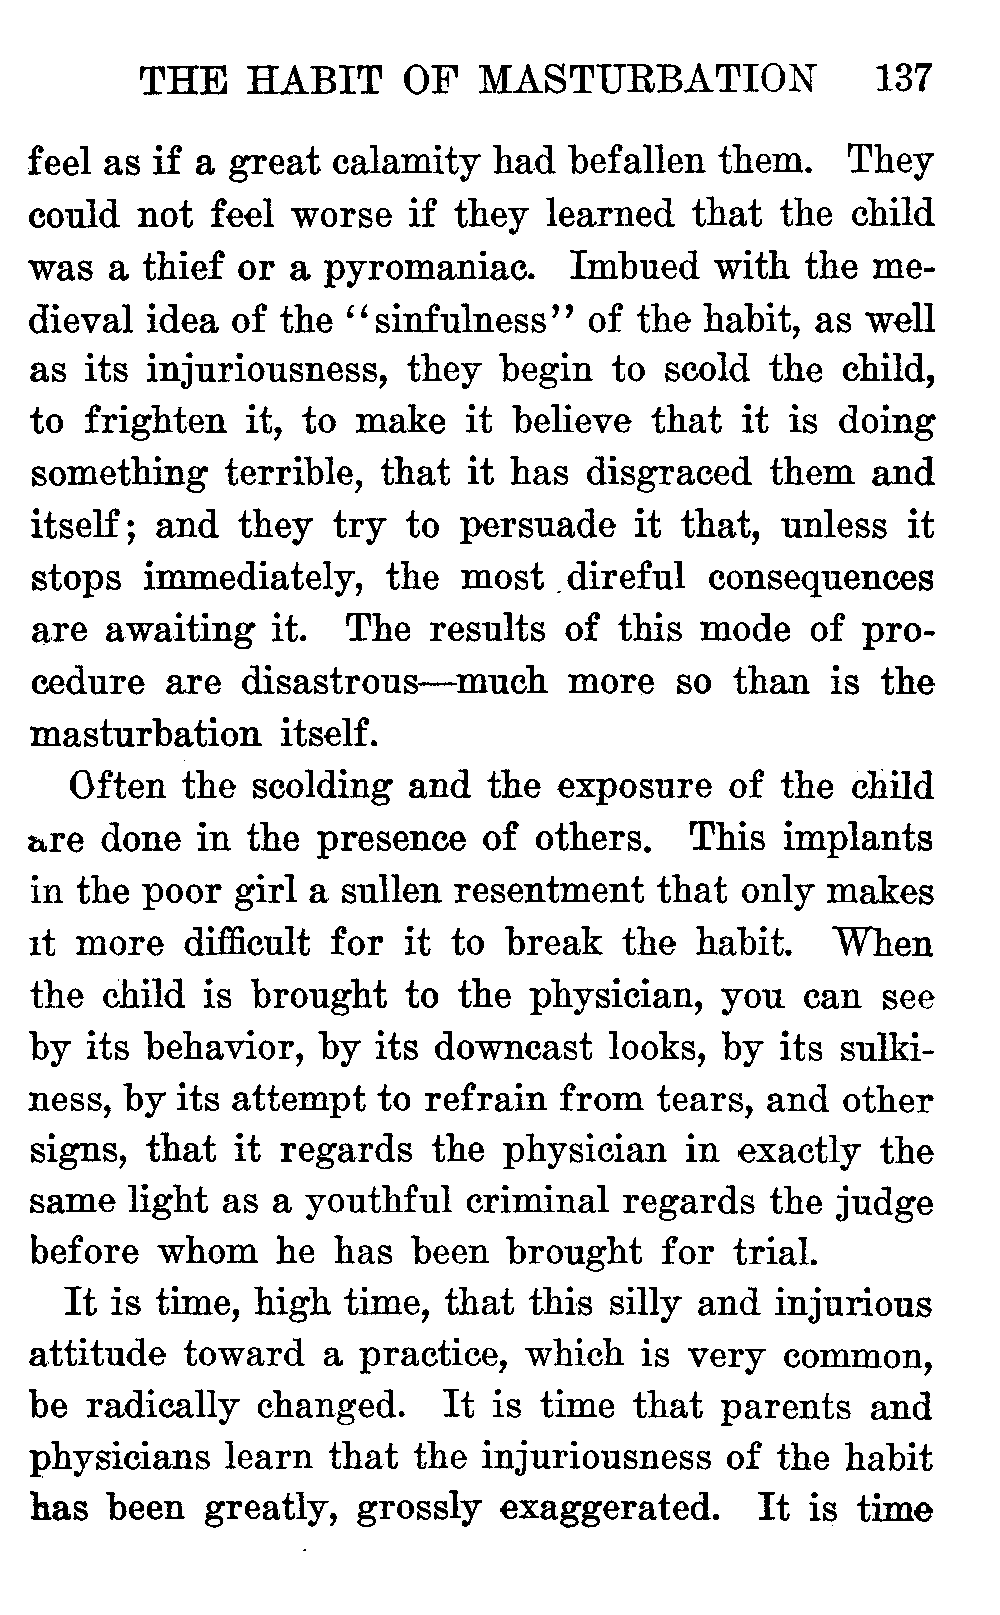 THE HABIT OF MASTURBATION 137
feel as if a great calamity had befallen them. They
could not feel worse if they learned that the child
was a thief or a pyromaniac. Imbued with the me-
dieval idea of the “sinfulness” of the habit, as well
as its injuriousness, they begin to scold the child,
to frighten it, to make it believe that it is doing
something terrible, that it has disgraced them and
itself; and they try to persuade it that, unless it
stops immediately, the most direful consequences
are awaiting it. The results of this mode of pro-
cedure are disastrous—much more so than is the
masturbation itself.
Often the scolding and the exposure of the child
are done in the presence of others. This implants
in the poor girl a sullen resentment that only makes
it more difficult for it to break the habit. When
the child is brought to the physician, you can see
by its behavior, by its downcast looks, by its sulki-
ness, by its attempt to refrain from tears, and other
signs, that it regards the physician in exactly the
same light as a youthful criminal regards the judge
before whom he has been brought for trial.
It is time, high time, that this silly and injurious
attitude toward a practice, which is very common,
be radically changed. It is time that parents and
physicians learn that the injuriousness of the habit
has been greatly, grossly exaggerated. It is time